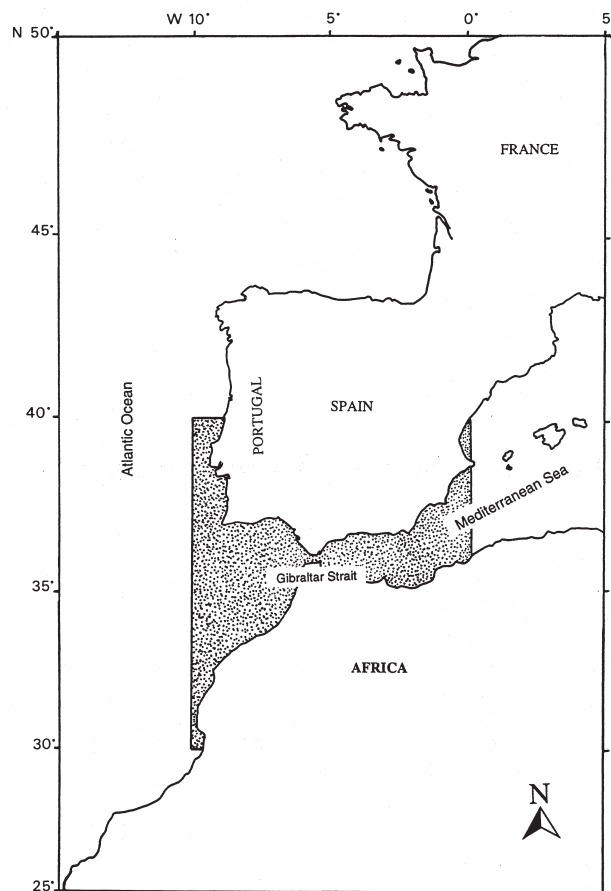 W 10° 5° 0° 5
N 50°
FRANCE
45°
Atlantic Ocean
PORTUGAL
SPAIN
40°
Mediterranean Sea
Gibraltar Strait
35°
AFRICA
30°
N
25°